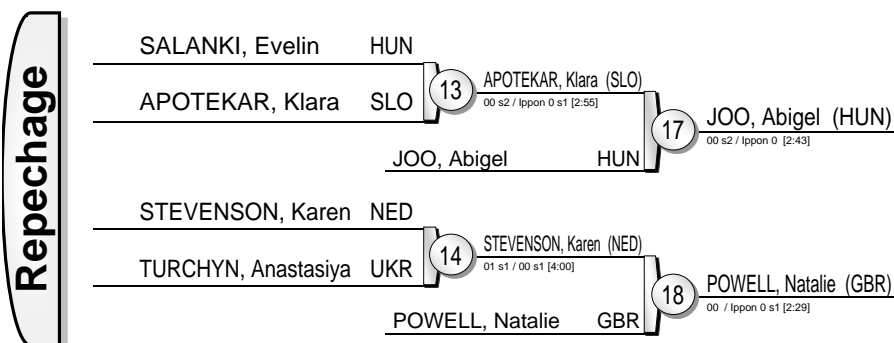 Repechage
SALANKI, Evelin HUN
APOTEKAR, Klara SLO
13
APOTEKAR, Klara (SLO)
00 s2 / Ippon 0 s1 [2:55]
JOO, Abigel HUN
17
JOO, Abigel (HUN)
00 s2 / Ippon 0 [2:43]
STEVENSON, Karen NED
TURCHYN, Anastasiya UKR
14
STEVENSON, Karen (NED)
01 s1 / 00 s1 [4:00]
POWELL, Natalie GBR
18
POWELL, Natalie (GBR)
00 / Ippon 0 s1 [2:29]